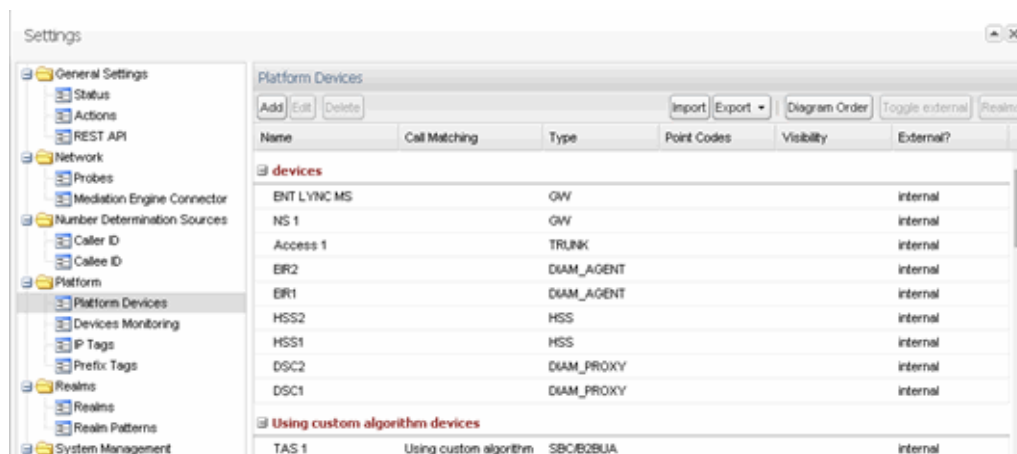 Settings
General Settings
Status
Actions
REST API
Network
Probes
Mediation Engine Connector
Number Determination Sources
Caller ID
Callee ID
Platform
Platform Devices
Devices Monitoring
IP Tags
Prefix Tags
Realms
Realms
Realm Patterns
System Management
Platform Devices
Add Edit Delete Import Export Diagram Order Toggle external Realms
Name Call Matching Type Point Codes Visibility External?
devices
ENT LYNC MS GW internal
NS 1 GW internal
Access 1 TRUNK internal
EIR2 DIAM_AGENT internal
EIR1 DIAM_AGENT internal
HSS2 HSS internal
HSS1 HSS internal
DSC2 DIAM_PROXY internal
DSC1 DIAM_PROXY internal
Using custom algorithm devices
TAS 1 Using custom algorithm SBC/B2BUA internal